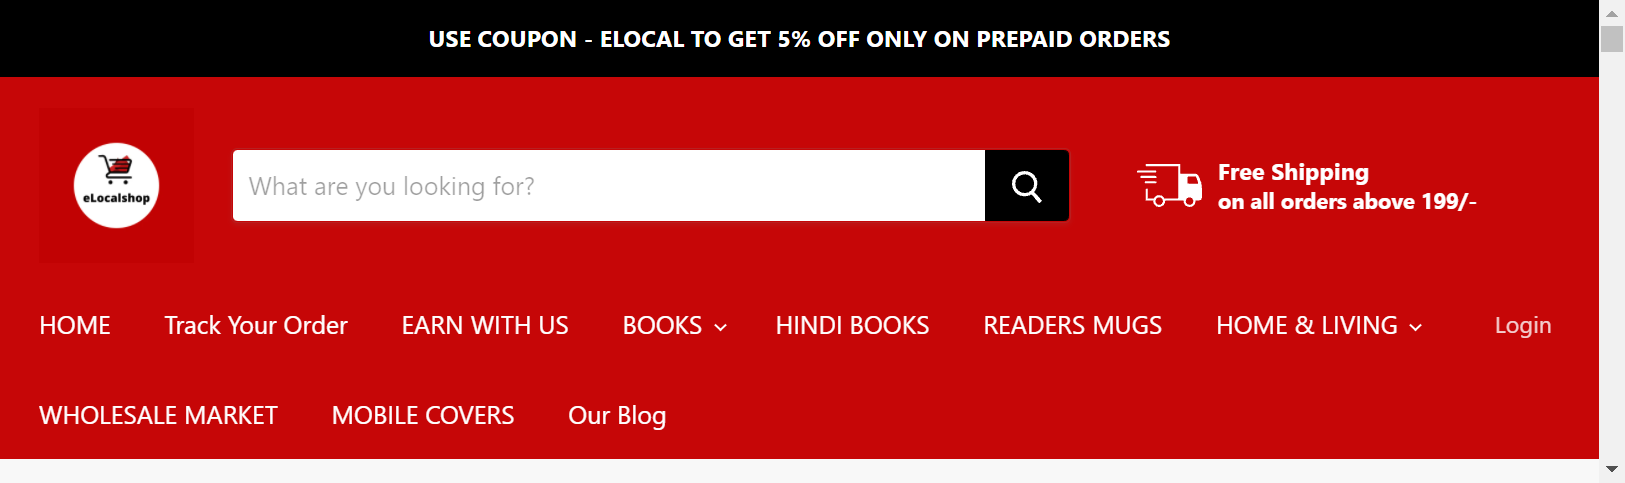 USE COUPON - ELOCAL TO GET 5% OFF ONLY ON PREPAID ORDERS
eLocalshop
What are you looking for?
Free Shipping
on all orders above 199/-
HOME Track Your Order EARN WITH US BOOKS HINDI BOOKS READERS MUGS HOME & LIVING Login
WHOLESALE MARKET MOBILE COVERS Our Blog